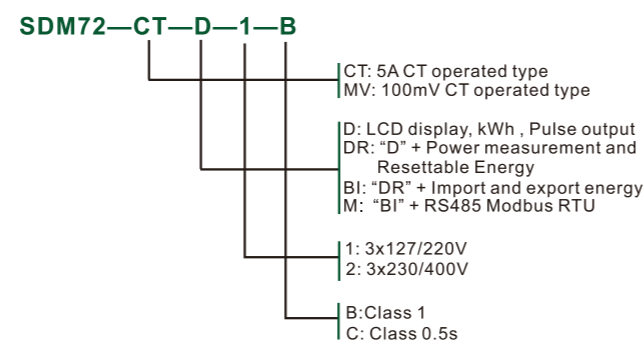 SDM72—CT—D—1—B
CT: 5A CT operated type
MV: 100mV CT operated type
D: LCD display, kWh , Pulse output
DR: “D” + Power measurement and
Resettable Energy
BI: “DR” + Import and export energy
M: “BI” + RS485 Modbus RTU
1: 3x127/220V
2: 3x230/400V
B:Class 1
C: Class 0.5s